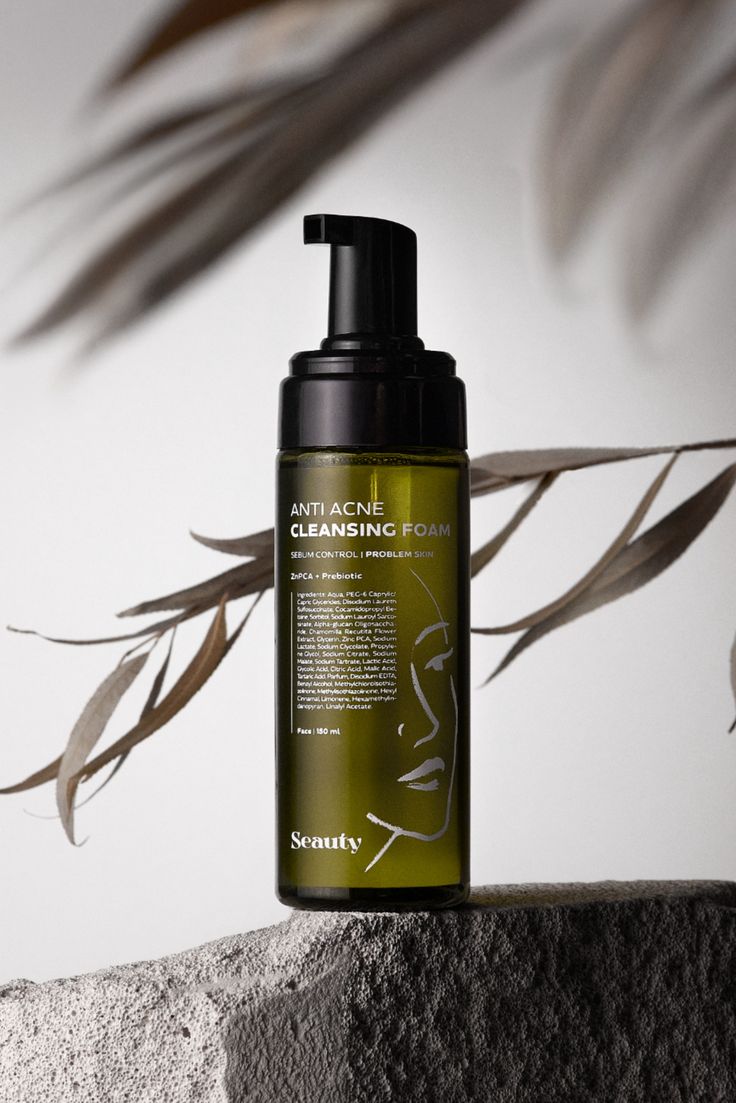 ANTI ACNE
CLEANSING FOAM
SEBUM CONTROL | PROBLEM SKIN
ZnPCA + Prebiotic
Ingredients: Aqua, PEG-6 Caprylic/
Capric Glycerides, Disodium Laureth
Sulfosuccinate, Cocamidopropyl Be-
taine, Sorbitol, Sodium Lauroyl Sarco-
sinate, Alpha-glucan Oligosaccha-
ride, Chamomilla Recutita Flower
Extract, Glycerin, Zinc PCA, Sodium
Lactate, Sodium Glycolate, Propyle-
ne Glycol, Sodium Citrate, Sodium
Malate, Sodium Tartrate, Lactic Acid,
Glycolic Acid, Citric Acid, Malic Acid,
Tartaric Acid, Parfum, Disodium EDTA,
Benzyl Alcohol, Methylchloroisothia-
zolinone, Methylisothiazolinone, Hexyl
Cinnamal, Limonene, Hexamethylin-
danopyran, Linalyl Acetate.
Face | 150 ml
Seauty